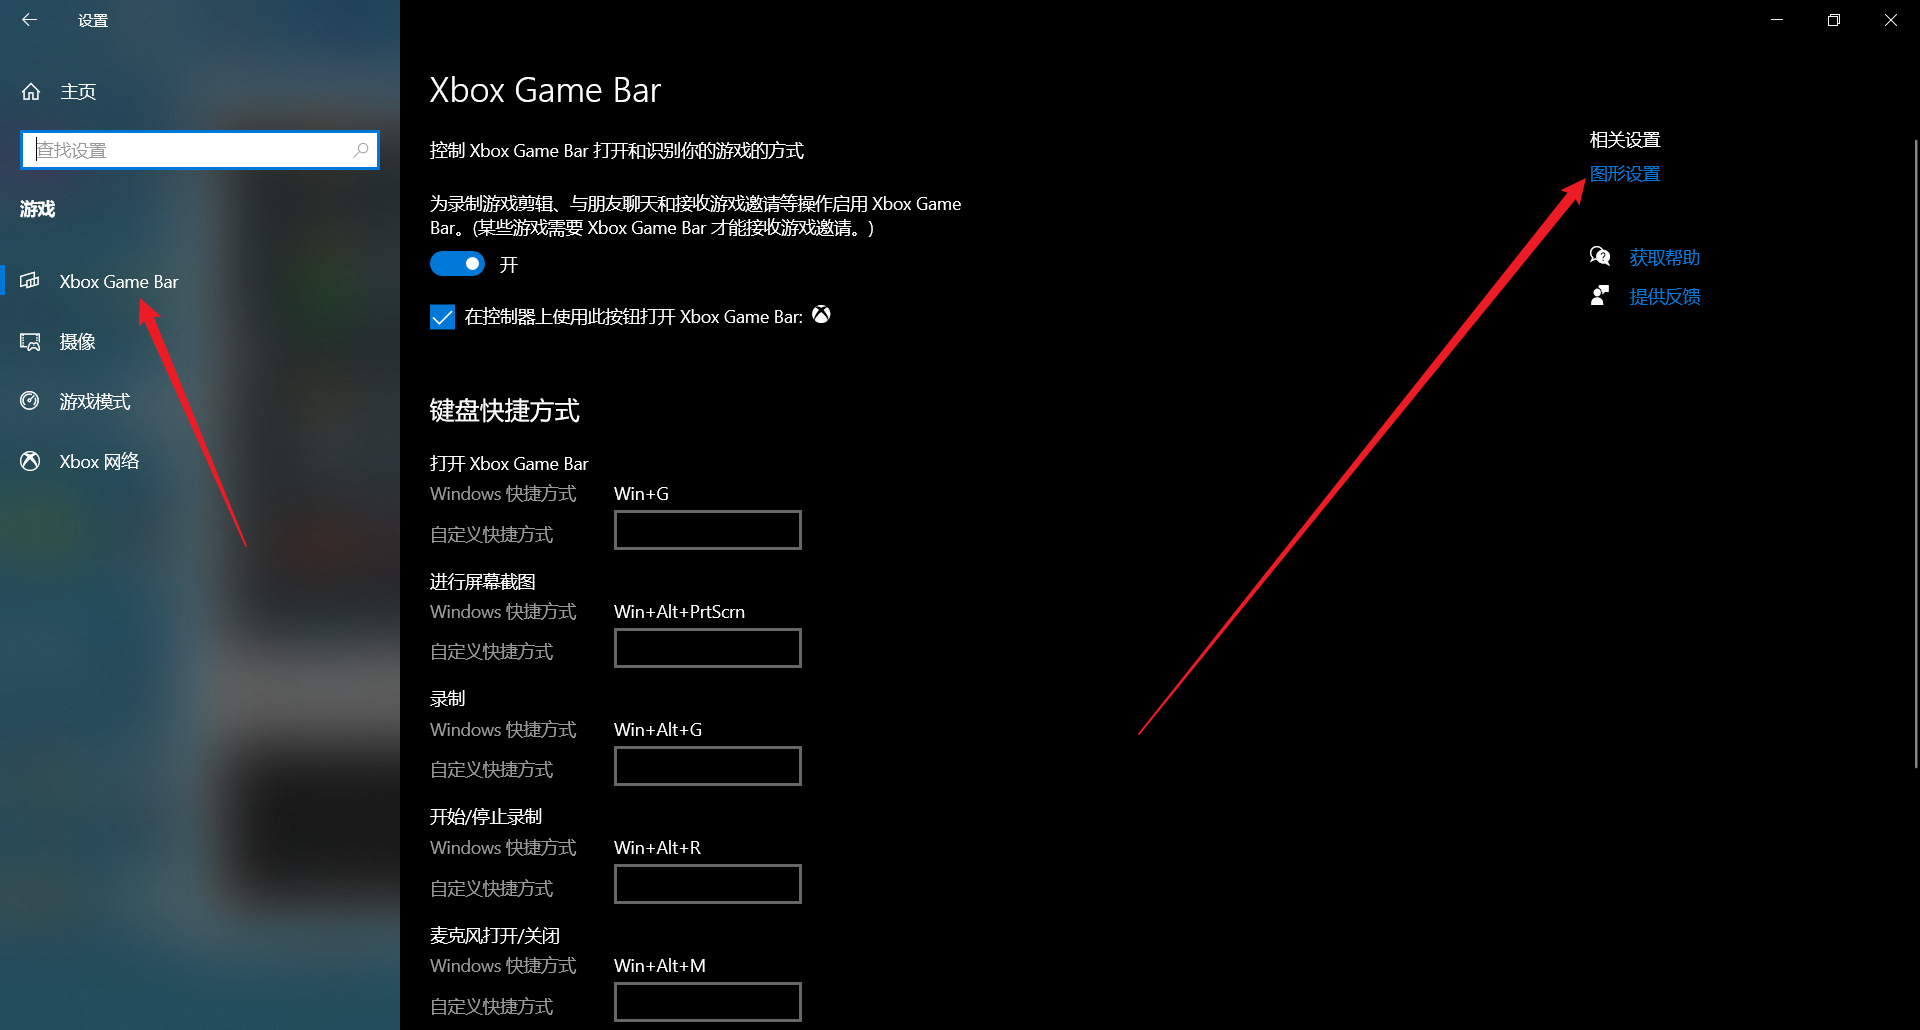 设置
主页
查找设置
游戏
Xbox Game Bar
摄像
游戏模式
Xbox 网络
Xbox Game Bar
控制 Xbox Game Bar 打开和识别你的游戏的方式
为录制游戏剪辑、与朋友聊天和接收游戏邀请等操作启用 Xbox Game
Bar。(某些游戏需要 Xbox Game Bar 才能接收游戏邀请。)
开
在控制器上使用此按钮打开 Xbox Game Bar:
键盘快捷方式
打开 Xbox Game Bar
Windows 快捷方式 Win+G
自定义快捷方式
进行屏幕截图
Windows 快捷方式 Win+Alt+PrtScrn
自定义快捷方式
录制
Windows 快捷方式 Win+Alt+G
自定义快捷方式
开始/停止录制
Windows 快捷方式 Win+Alt+R
自定义快捷方式
麦克风打开/关闭
Windows 快捷方式 Win+Alt+M
自定义快捷方式
相关设置
图形设置
获取帮助
提供反馈